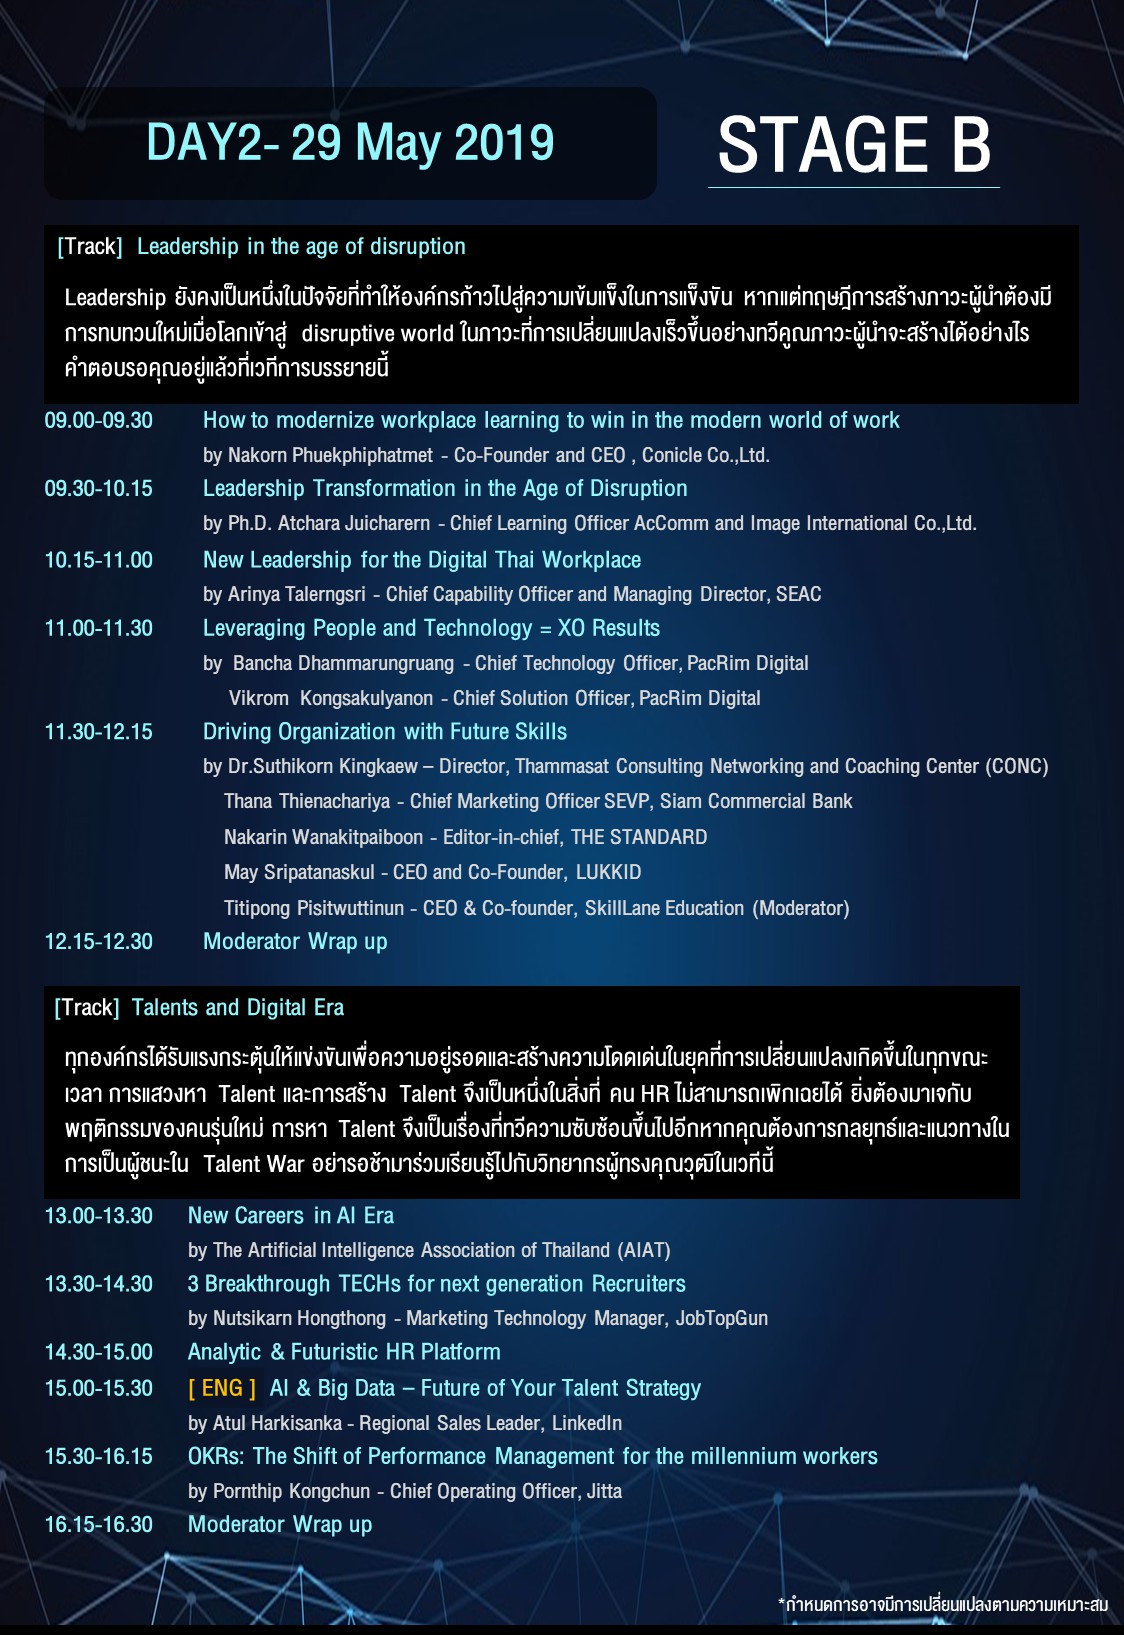 DAY2- 29 May 2019
STAGE B
[Track] Leadership in the age of disruption
Leadership ยังคงเป็นหนึ่งในปัจจัยที่ทำให้องค์กรก้าวไปสู่ความเข้มแข็งในการแข็งขัน หากแต่ทฤษฎีการสร้างภาวะผู้นำต้องมี
การทบทวนใหม่เมื่อโลกเข้าสู่ disruptive world ในภาวะที่การเปลี่ยนแปลงเร็วขึ้นอย่างทวีคูณภาวะผู้นำจะสร้างได้อย่างไร
คำตอบรอคุณอยู่แล้วที่เวทีการบรรยายนี้
09.00-09.30 How to modernize workplace learning to win in the modern world of work
by Nakorn Phuekphiphatmet - Co-Founder and CEO , Conicle Co.,Ltd.
09.30-10.15 Leadership Transformation in the Age of Disruption
by Ph.D. Atchara Juicharern - Chief Learning Officer AcComm and Image International Co.,Ltd.
10.15-11.00 New Leadership for the Digital Thai Workplace
by Arinya Talerngsri - Chief Capability Officer and Managing Director, SEAC
11.00-11.30 Leveraging People and Technology = XO Results
by Bancha Dhammarungruang - Chief Technology Officer, PacRim Digital
Vikrom Kongsakulyanon - Chief Solution Officer, PacRim Digital
11.30-12.15 Driving Organization with Future Skills
by Dr.Suthikorn Kingkaew – Director, Thammasat Consulting Networking and Coaching Center (CONC)
Thana Thienachariya - Chief Marketing Officer SEVP, Siam Commercial Bank
Nakarin Wanakitpaiboon - Editor-in-chief, THE STANDARD
May Sripatanaskul - CEO and Co-Founder, LUKKID
Titipong Pisitwuttinun - CEO & Co-founder, SkillLane Education (Moderator)
12.15-12.30 Moderator Wrap up
[Track] Talents and Digital Era
ทุกองค์กรได้รับแรงกระตุ้นให้แข่งขันเพื่อความอยู่รอดและสร้างความโดดเด่นในยุคที่การเปลี่ยนแปลงเกิดขึ้นในทุกขณะ
เวลา การแสวงหา Talent และการสร้าง Talent จึงเป็นหนึ่งในสิ่งที่ คน HR ไม่สามารถเพิกเฉยได้ ยิ่งต้องมาเจกับ
พฤติกรรมของคนรุ่นใหม่ การหา Talent จึงเป็นเรื่องที่ทวีความซับซ้อนขึ้นไปอีกหากคุณต้องการกลยุทธ์และแนวทางใน
การเป็นผู้ชนะใน Talent War อย่ารอช้ามาร่วมเรียนรู้ไปกับวิทยากรผู้ทรงคุณวุฒิในเวทีนี้
13.00-13.30 New Careers in AI Era
by The Artificial Intelligence Association of Thailand (AIAT)
13.30-14.30 3 Breakthrough TECHs for next generation Recruiters
by Nutsikarn Hongthong - Marketing Technology Manager, JobTopGun
14.30-15.00 Analytic & Futuristic HR Platform
15.00-15.30 [ ENG ] AI & Big Data – Future of Your Talent Strategy
by Atul Harkisanka - Regional Sales Leader, LinkedIn
15.30-16.15 OKRs: The Shift of Performance Management for the millennium workers
by Pornthip Kongchun - Chief Operating Officer, Jitta
16.15-16.30 Moderator Wrap up
*กำหนดการอาจมีการเปลี่ยนแปลงตามความเหมาะสม